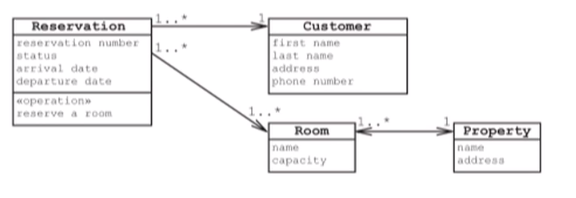 Reservation
reservation number
status
arrival date
departure date
«operation»
reserve a room
1..*
1
1..*
1..*
Customer
first name
last name
address
phone number
Room
name
capacity
1..*
1
Property
name
address